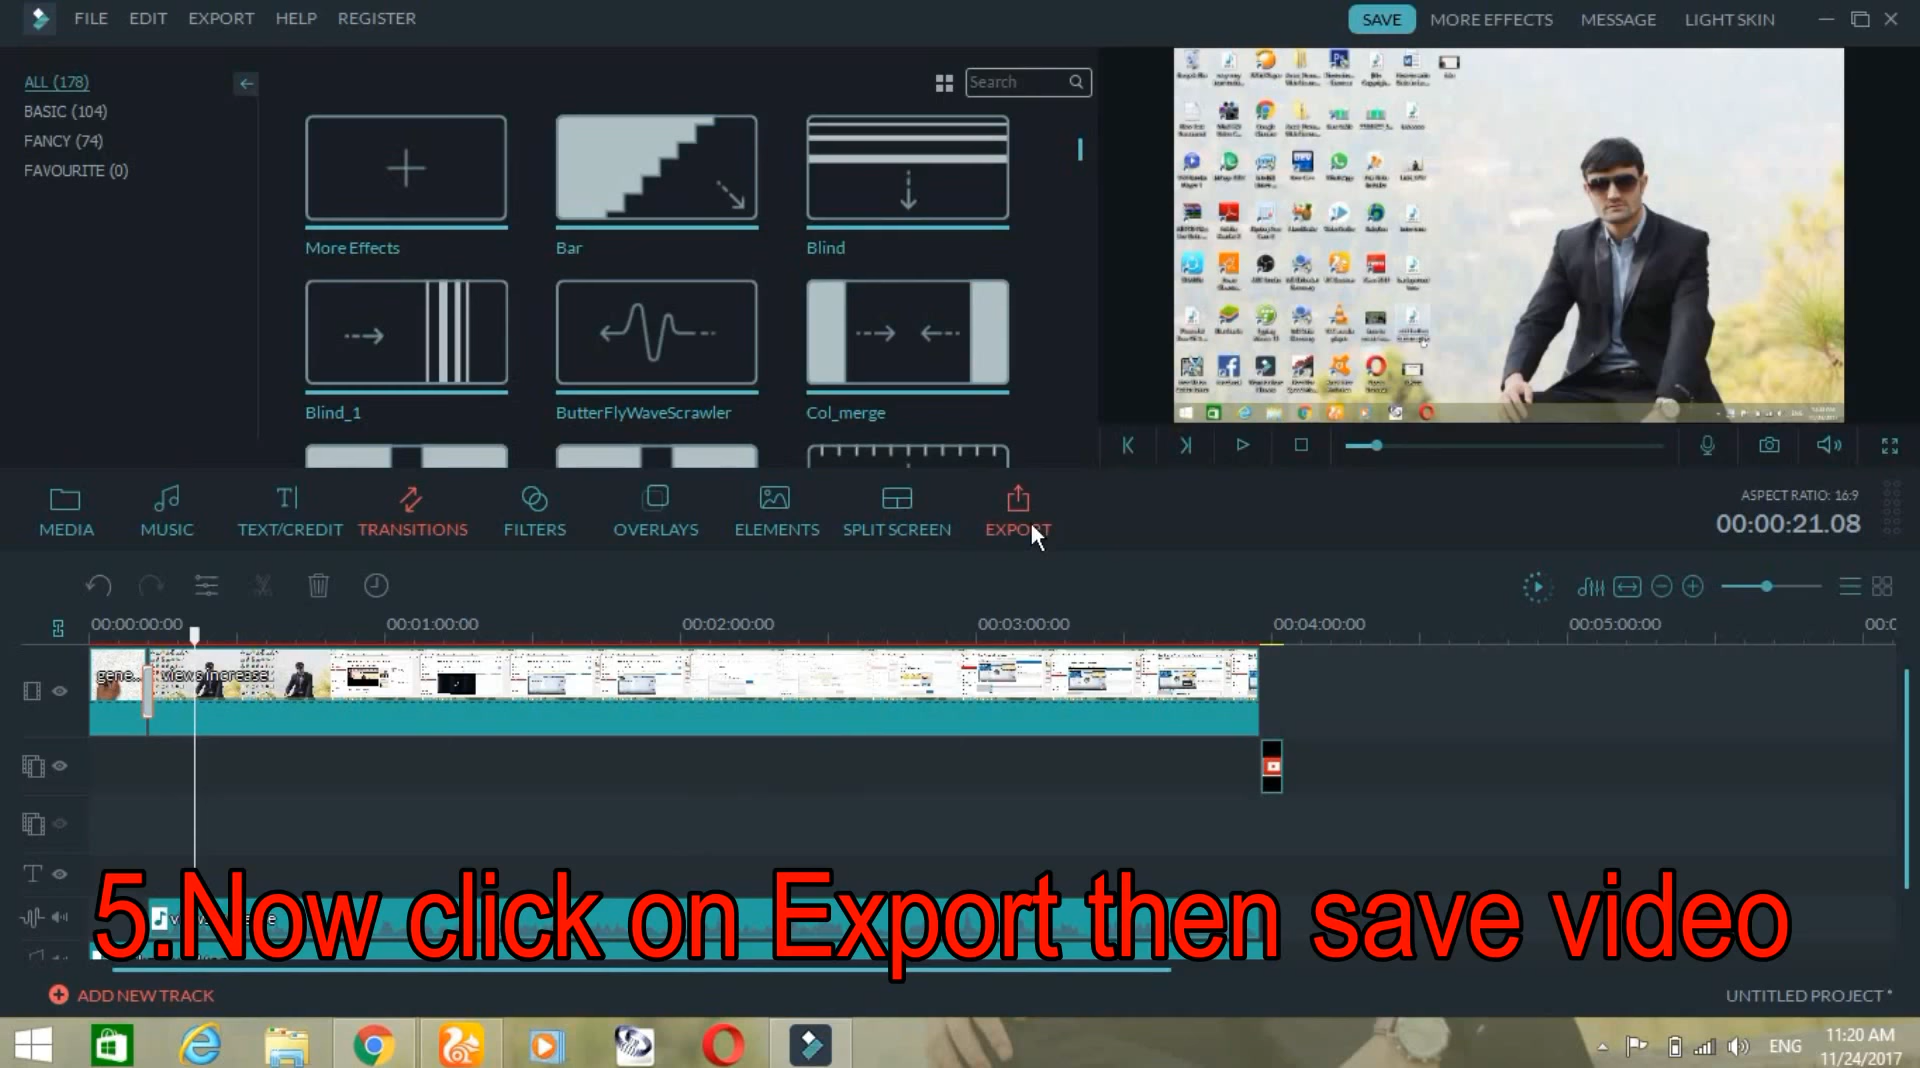 FILE EDIT EXPORT HELP REGISTER
SAVE MORE EFFECTS MESSAGE LIGHT SKIN
ALL (178)
BASIC (104)
FANCY (74)
FAVOURITE (0)
Search
More Effects Bar Blind
Blind_1 ButterFlyWaveScrawler Col_merge
MEDIA MUSIC TEXT/CREDIT TRANSITIONS FILTERS OVERLAYS ELEMENTS SPLIT SCREEN EXPORT
ASPECT RATIO: 16:9
00:00:21.08
00:00:00:00 00:01:00:00 00:02:00:00 00:03:00:00 00:04:00:00 00:05:00:00
gene... views increase
5.Now click on Export then save video
ADD NEW TRACK
UNTITLED PROJECT *
ENG
11:20 AM
11/24/2017